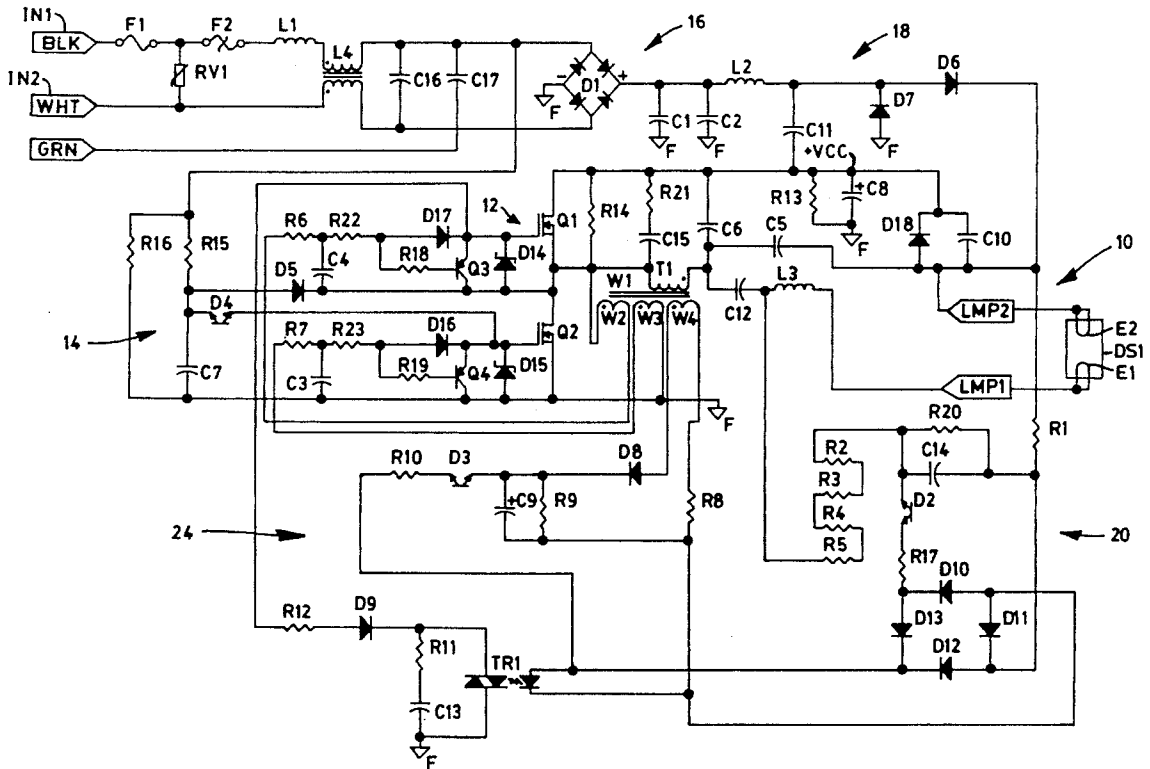 IN1
BLK
F1
F2
L1
L4
RV1
IN2
WHT
GRN
C16
C17
D1
-
+
F
16
18
L2
D6
D7
F
C1
F
C2
F
C11
+VCC
R13
+
C8
F
R16
R15
R6
R22
D17
12
Q1
R14
R21
C6
C5
D18
C10
10
C4
R18
Q3
D14
C15
T1
D5
W1
C12
L3
D4
W2
W3
W4
LMP2
E2
DS1
E1
LMP1
14
C7
R7
R23
D16
Q2
C3
R19
Q4
D15
F
R20
R1
C14
R2
R3
R4
R5
D2
R10
D3
D8
+
C9
R9
R8
24
20
R17
D10
D13
D11
D12
R12
D9
R11
TR1
C13
F